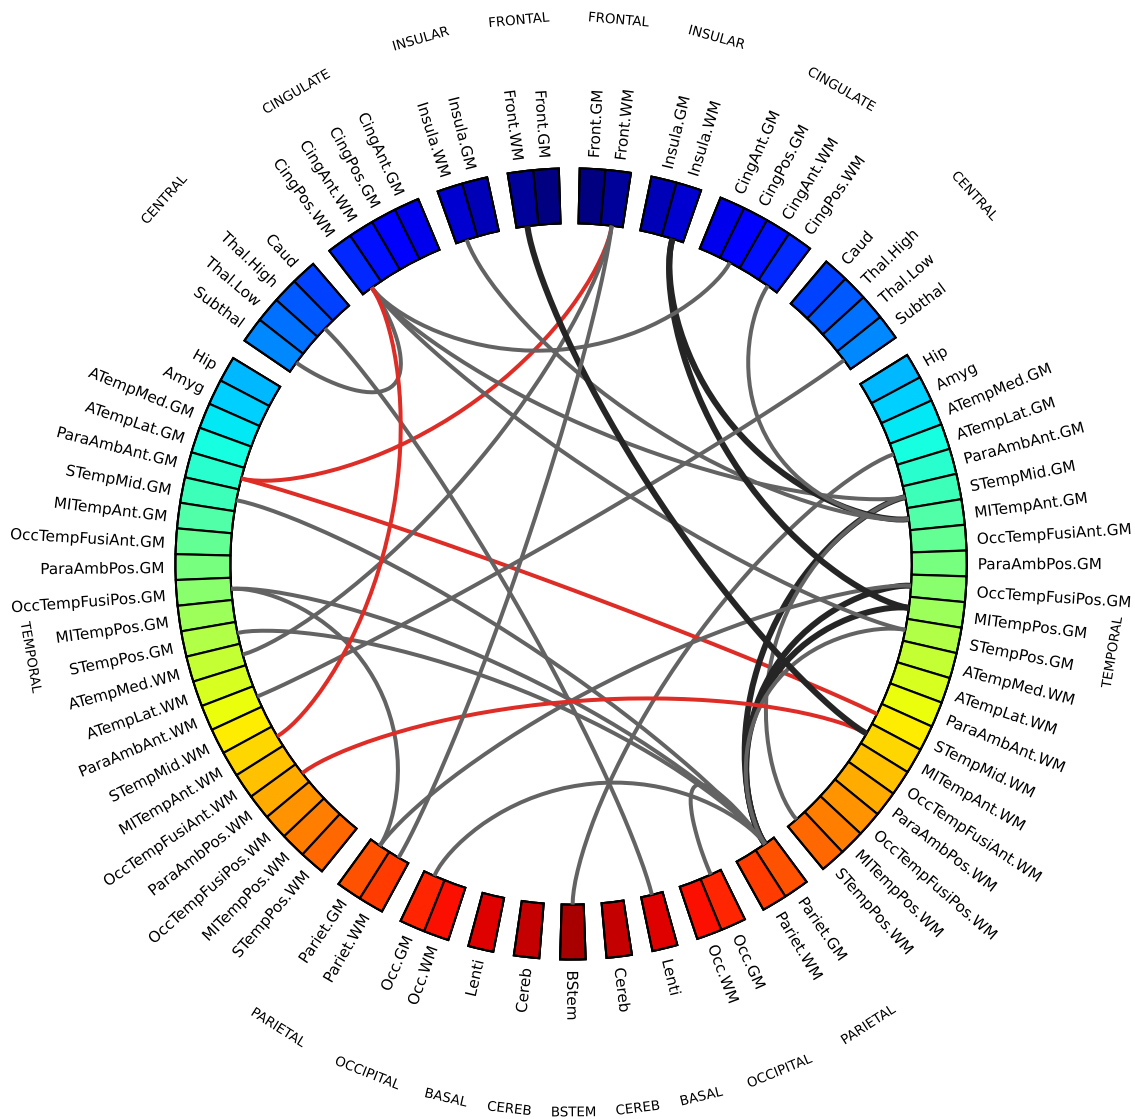 FRONTAL
FRONTAL
INSULAR
INSULAR
CINGULATE
CINGULATE
CENTRAL
CENTRAL
Front.WM
Front.GM
Front.GM
Front.WM
Insula.WM
Insula.GM
Insula.GM
Insula.WM
CingPos.WM
CingAnt.WM
CingPos.GM
CingAnt.GM
CingAnt.GM
CingPos.GM
CingAnt.WM
CingPos.WM
Caud
Thal.High
Thal.Low
Subthal
Caud
Thal.High
Thal.Low
Subthal
Hip
Amyg
ATempMed.GM
ATempLat.GM
ParaAmbAnt.GM
STempMid.GM
MITempAnt.GM
OccTempFusiAnt.GM
ParaAmbPos.GM
OccTempFusiPos.GM
MITempPos.GM
STempPos.GM
ATempMed.WM
ATempLat.WM
ParaAmbAnt.WM
STempMid.WM
MITempAnt.WM
OccTempFusiAnt.WM
ParaAmbPos.WM
OccTempFusiPos.WM
MITempPos.WM
STempPos.WM
TEMPORAL
Hip
Amyg
ATempMed.GM
ATempLat.GM
ParaAmbAnt.GM
STempMid.GM
MITempAnt.GM
OccTempFusiAnt.GM
ParaAmbPos.GM
OccTempFusiPos.GM
MITempPos.GM
STempPos.GM
ATempMed.WM
ATempLat.WM
ParaAmbAnt.WM
STempMid.WM
MITempAnt.WM
OccTempFusiAnt.WM
ParaAmbPos.WM
OccTempFusiPos.WM
MITempPos.WM
STempPos.WM
TEMPORAL
Pariet.GM
Pariet.WM
Occ.GM
Occ.WM
Lenti
Cereb
BStem
Cereb
Lenti
Occ.WM
Occ.GM
Pariet.WM
Pariet.GM
PARIETAL
OCCIPITAL
BASAL
CEREB
BSTEM
CEREB
BASAL
OCCIPITAL
PARIETAL